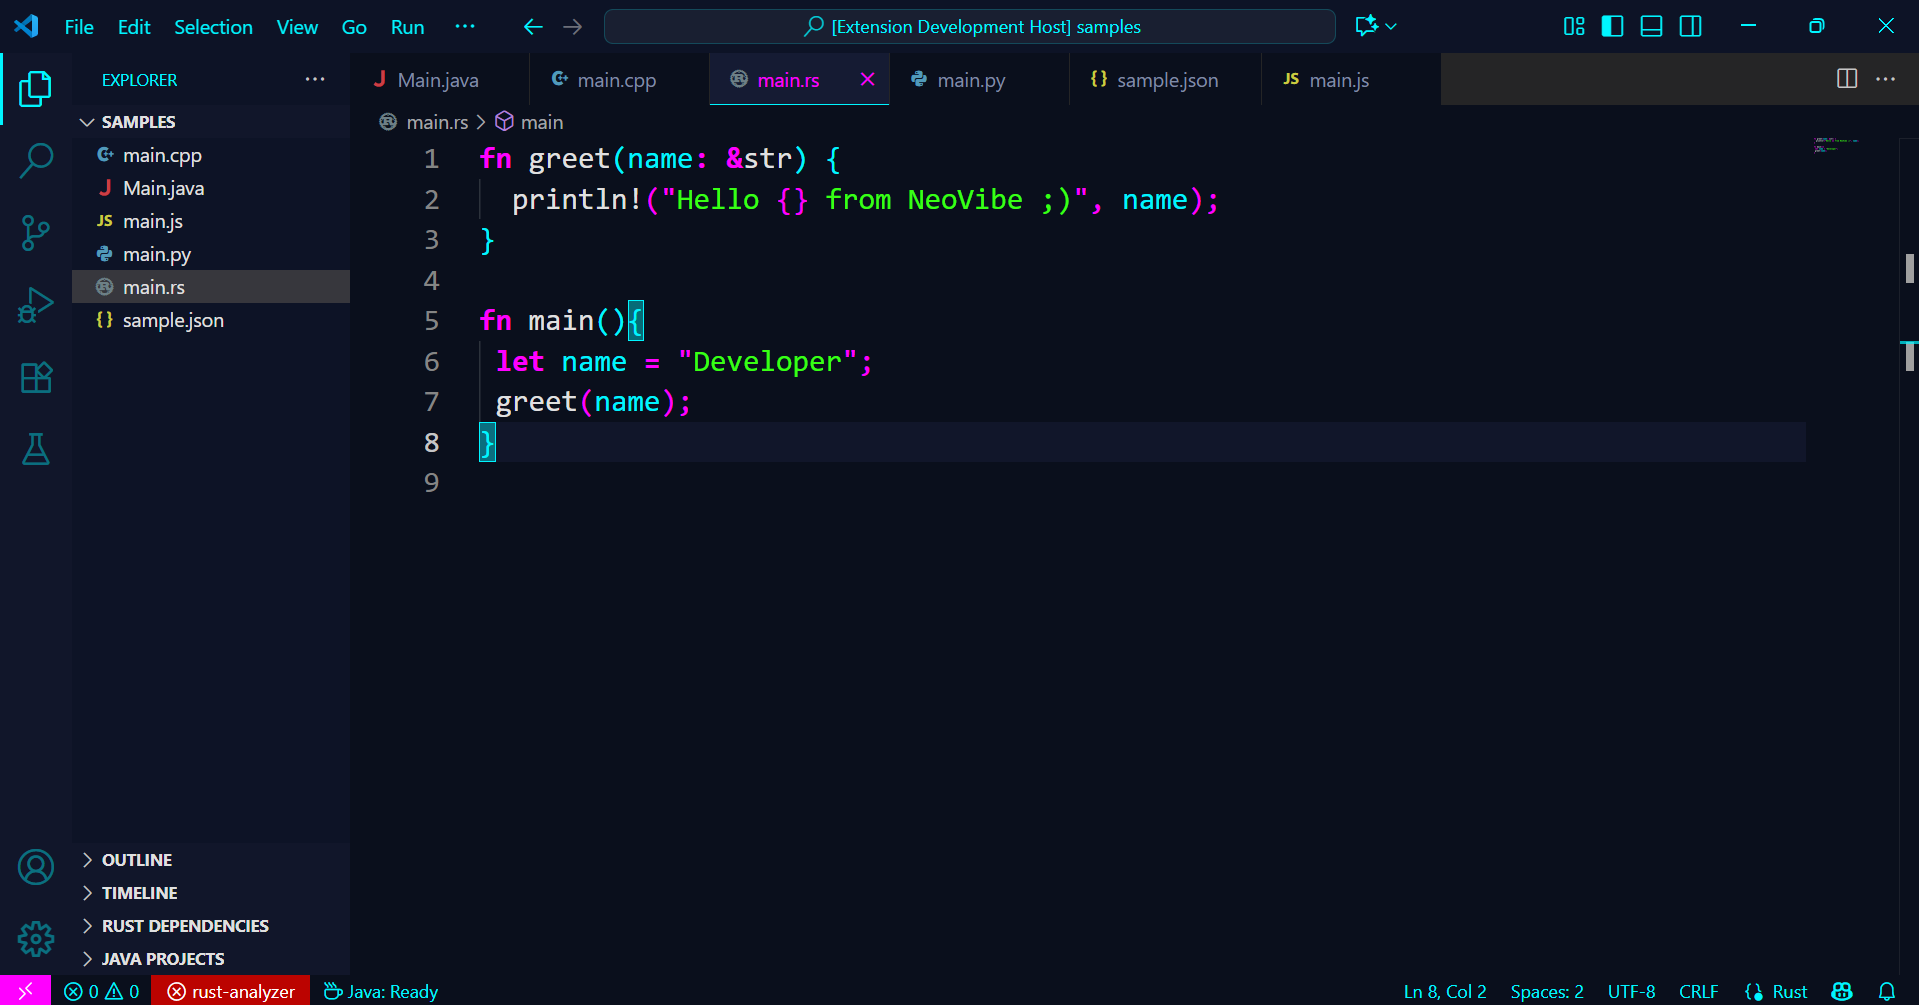 File Edit Selection View Go Run ··· [Extension Development Host] samples
EXPLORER ···
SAMPLES
main.cpp
Main.java
JS main.js
main.py
main.rs
{} sample.json
OUTLINE
TIMELINE
RUST DEPENDENCIES
JAVA PROJECTS
J Main.java C+ main.cpp main.rs main.py {} sample.json JS main.js ···
main.rs > main
1 fn greet(name: &str) {
2   println!("Hello {} from NeoVibe ;)", name);
3 }
4
5 fn main(){
6  let name = "Developer";
7  greet(name);
8 }
9
0 0 rust-analyzer Java: Ready Ln 8, Col 2 Spaces: 2 UTF-8 CRLF {} Rust